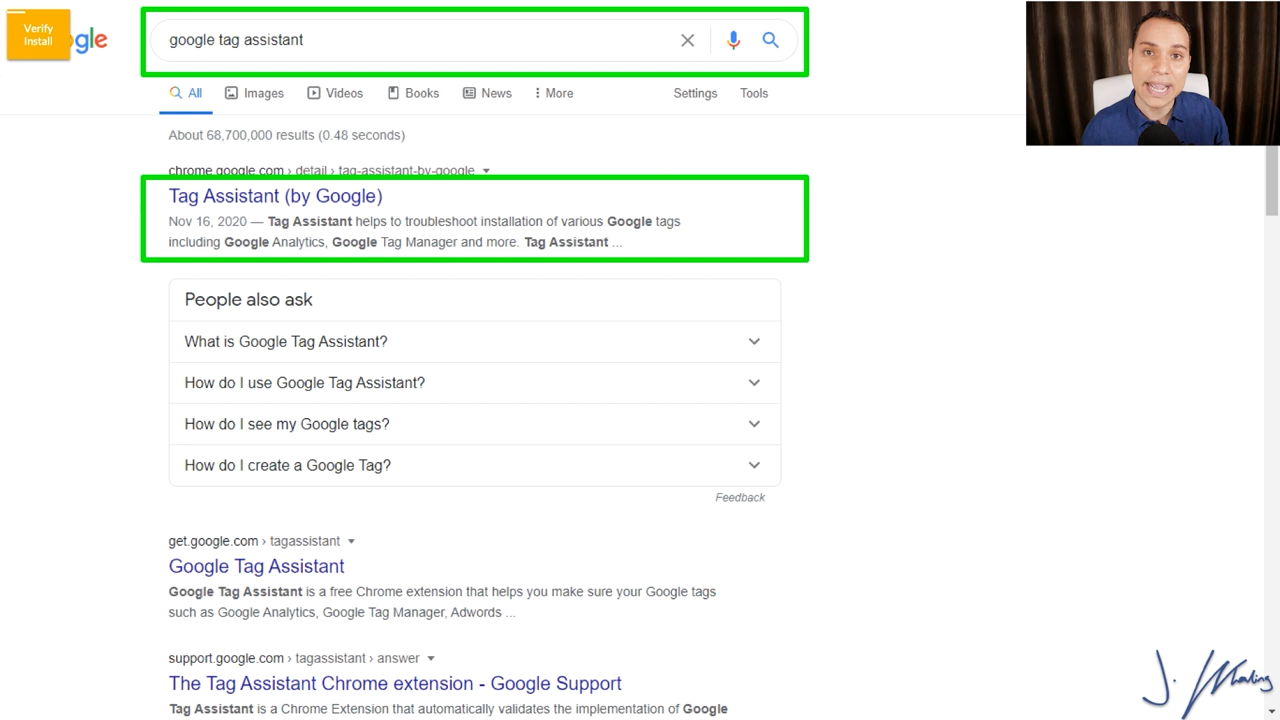 Verify
Install
gle
google tag assistant
All
Images
Videos
Books
News
More
Settings
Tools
About 68,700,000 results (0.48 seconds)
chrome.google.com › detail › tag-assistant-by-google
Tag Assistant (by Google)
Nov 16, 2020 — Tag Assistant helps to troubleshoot installation of various Google tags
including Google Analytics, Google Tag Manager and more. Tag Assistant ...
People also ask
What is Google Tag Assistant?
How do I use Google Tag Assistant?
How do I see my Google tags?
How do I create a Google Tag?
Feedback
get.google.com › tagassistant
Google Tag Assistant
Google Tag Assistant is a free Chrome extension that helps you make sure your Google tags
such as Google Analytics, Google Tag Manager, Adwords ...
support.google.com › tagassistant › answer
The Tag Assistant Chrome extension - Google Support
Tag Assistant is a Chrome Extension that automatically validates the implementation of Google
J.